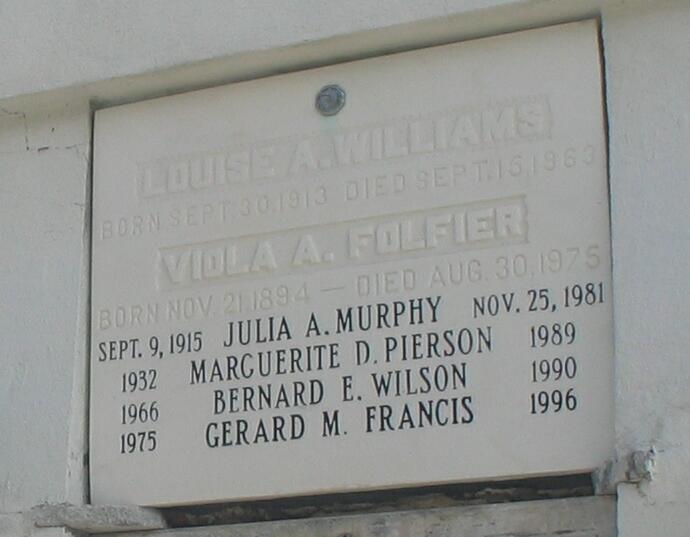 LOUISE A. WILLIAMS
BORN SEPT. 30, 1913 DIED SEPT. 15, 1963
VIOLA A. FOLFIER
BORN NOV. 21, 1894 — DIED AUG. 30, 1975
SEPT. 9, 1915 JULIA A. MURPHY NOV. 25, 1981
1932 MARGUERITE D. PIERSON 1989
1966 BERNARD E. WILSON 1990
1975 GERARD M. FRANCIS 1996